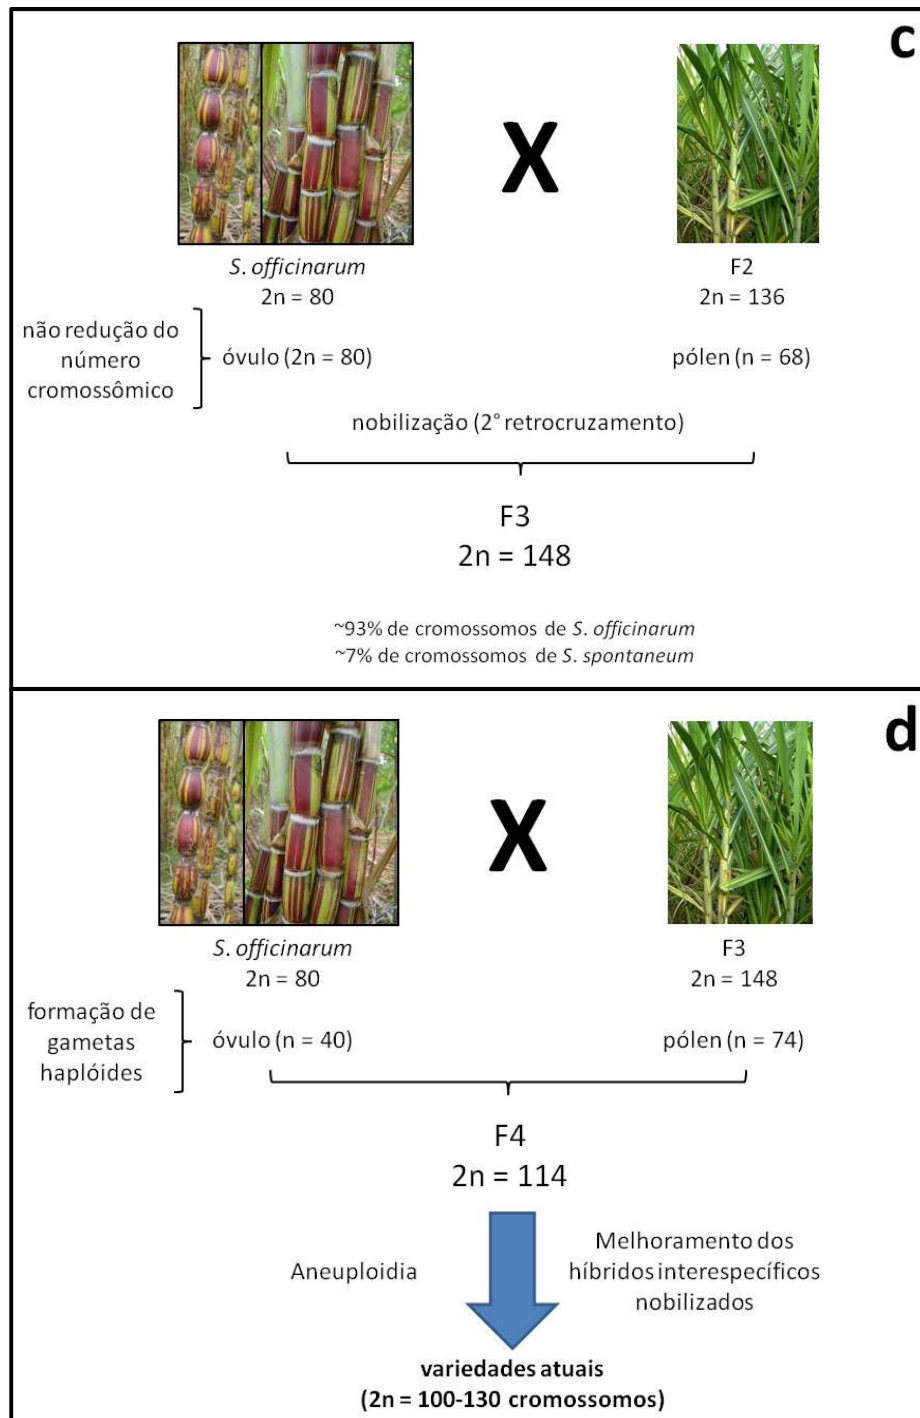 c
X
S. officinarum
2n = 80
F2
2n = 136
não redução do
número
cromossômico
óvulo (2n = 80)
pólen (n = 68)
nobilização (2° retrocruzamento)
F3
2n = 148
~93% de cromossomos de S. officinarum
~7% de cromossomos de S. spontaneum
d
X
S. officinarum
2n = 80
F3
2n = 148
formação de
gametas
haplóides
óvulo (n = 40)
pólen (n = 74)
F4
2n = 114
Aneuploidia
Melhoramento dos
híbridos interespecíficos
nobilizados
variedades atuais
(2n = 100-130 cromossomos)